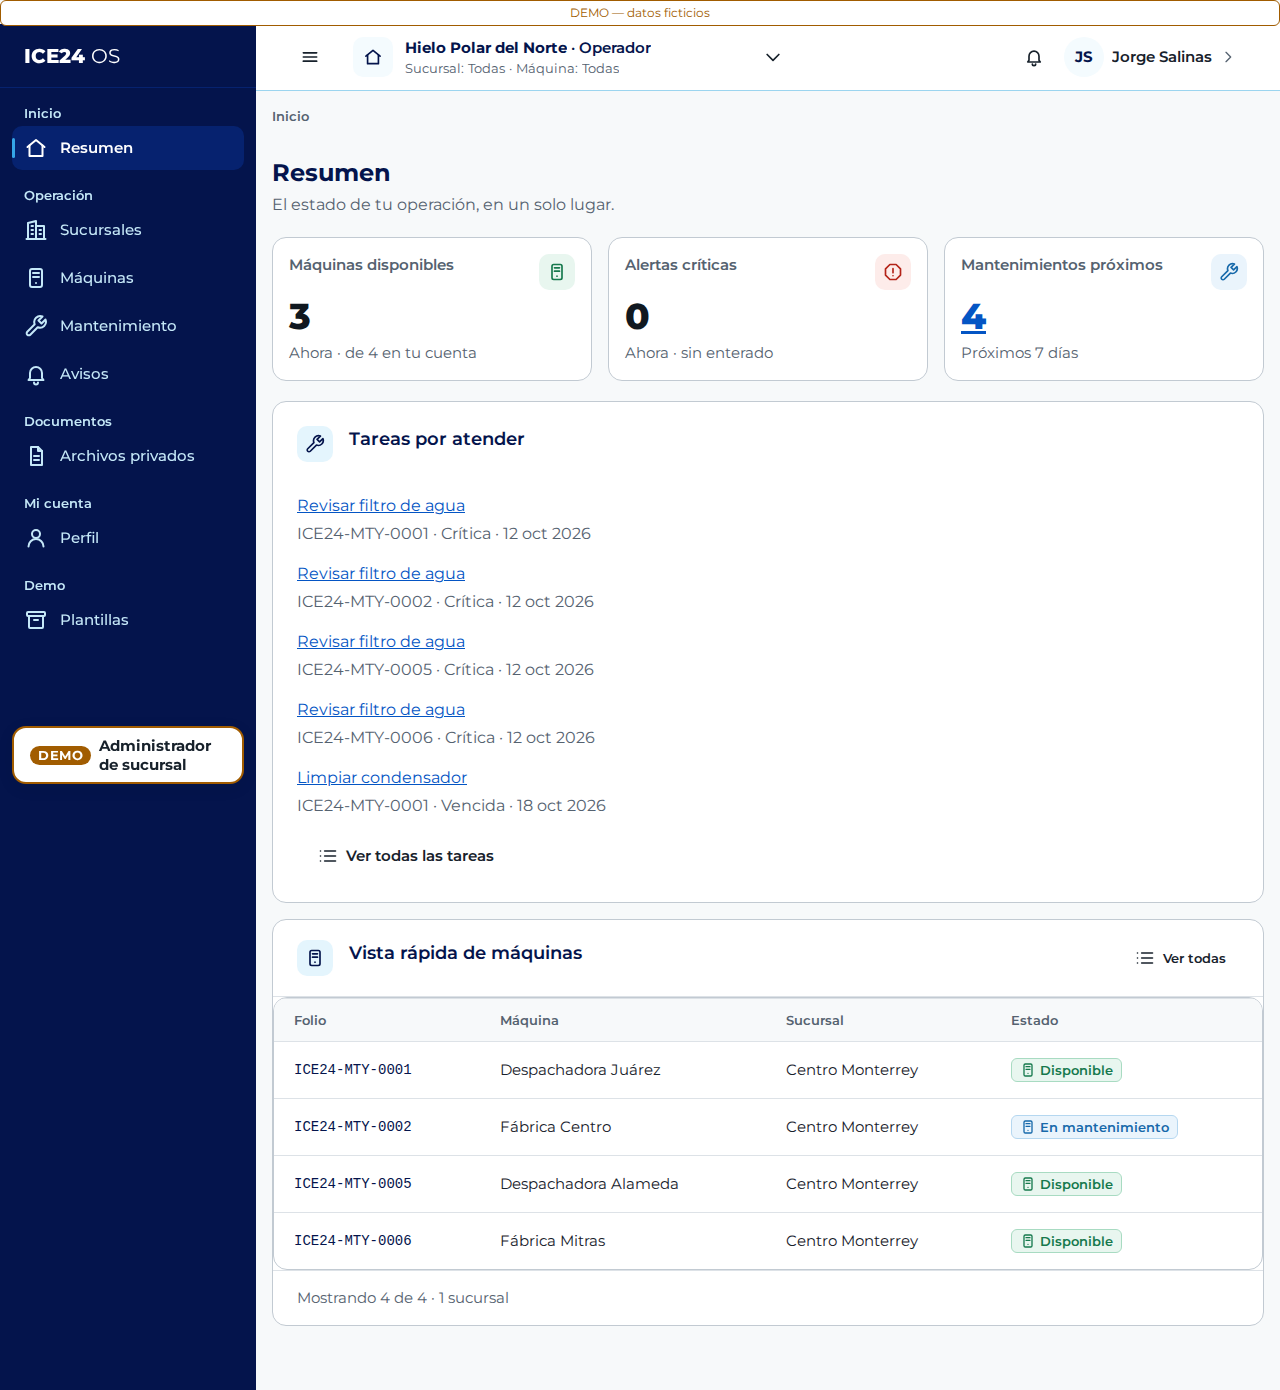 DEMO — datos ficticios
ICE24 OS
Inicio
Resumen
Operación
Sucursales
Máquinas
Mantenimiento
Avisos
Documentos
Archivos privados
Mi cuenta
Perfil
Demo
Plantillas
DEMO Administrador de sucursal
Hielo Polar del Norte · Operador
Sucursal: Todas · Máquina: Todas
JS Jorge Salinas
Inicio
Resumen
El estado de tu operación, en un solo lugar.
Máquinas disponibles
3
Ahora · de 4 en tu cuenta
Alertas críticas
0
Ahora · sin enterado
Mantenimientos próximos
4
Próximos 7 días
Tareas por atender
Revisar filtro de agua
ICE24-MTY-0001 · Crítica · 12 oct 2026
Revisar filtro de agua
ICE24-MTY-0002 · Crítica · 12 oct 2026
Revisar filtro de agua
ICE24-MTY-0005 · Crítica · 12 oct 2026
Revisar filtro de agua
ICE24-MTY-0006 · Crítica · 12 oct 2026
Limpiar condensador
ICE24-MTY-0001 · Vencida · 18 oct 2026
Ver todas las tareas
Vista rápida de máquinas
Ver todas
Folio Máquina Sucursal Estado
ICE24-MTY-0001 Despachadora Juárez Centro Monterrey Disponible
ICE24-MTY-0002 Fábrica Centro Centro Monterrey En mantenimiento
ICE24-MTY-0005 Despachadora Alameda Centro Monterrey Disponible
ICE24-MTY-0006 Fábrica Mitras Centro Monterrey Disponible
Mostrando 4 de 4 · 1 sucursal